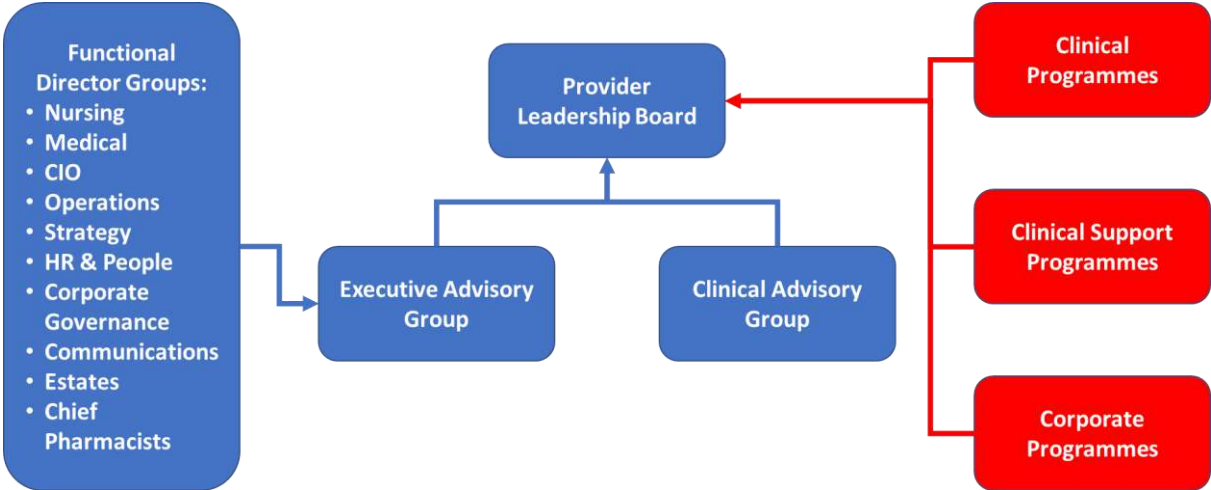 Functional
Director Groups:
• Nursing
• Medical
• CIO
• Operations
• Strategy
• HR & People
• Corporate
Governance
• Communications
• Estates
• Chief
Pharmacists
Provider
Leadership Board
Executive Advisory
Group
Clinical Advisory
Group
Clinical
Programmes
Clinical Support
Programmes
Corporate
Programmes